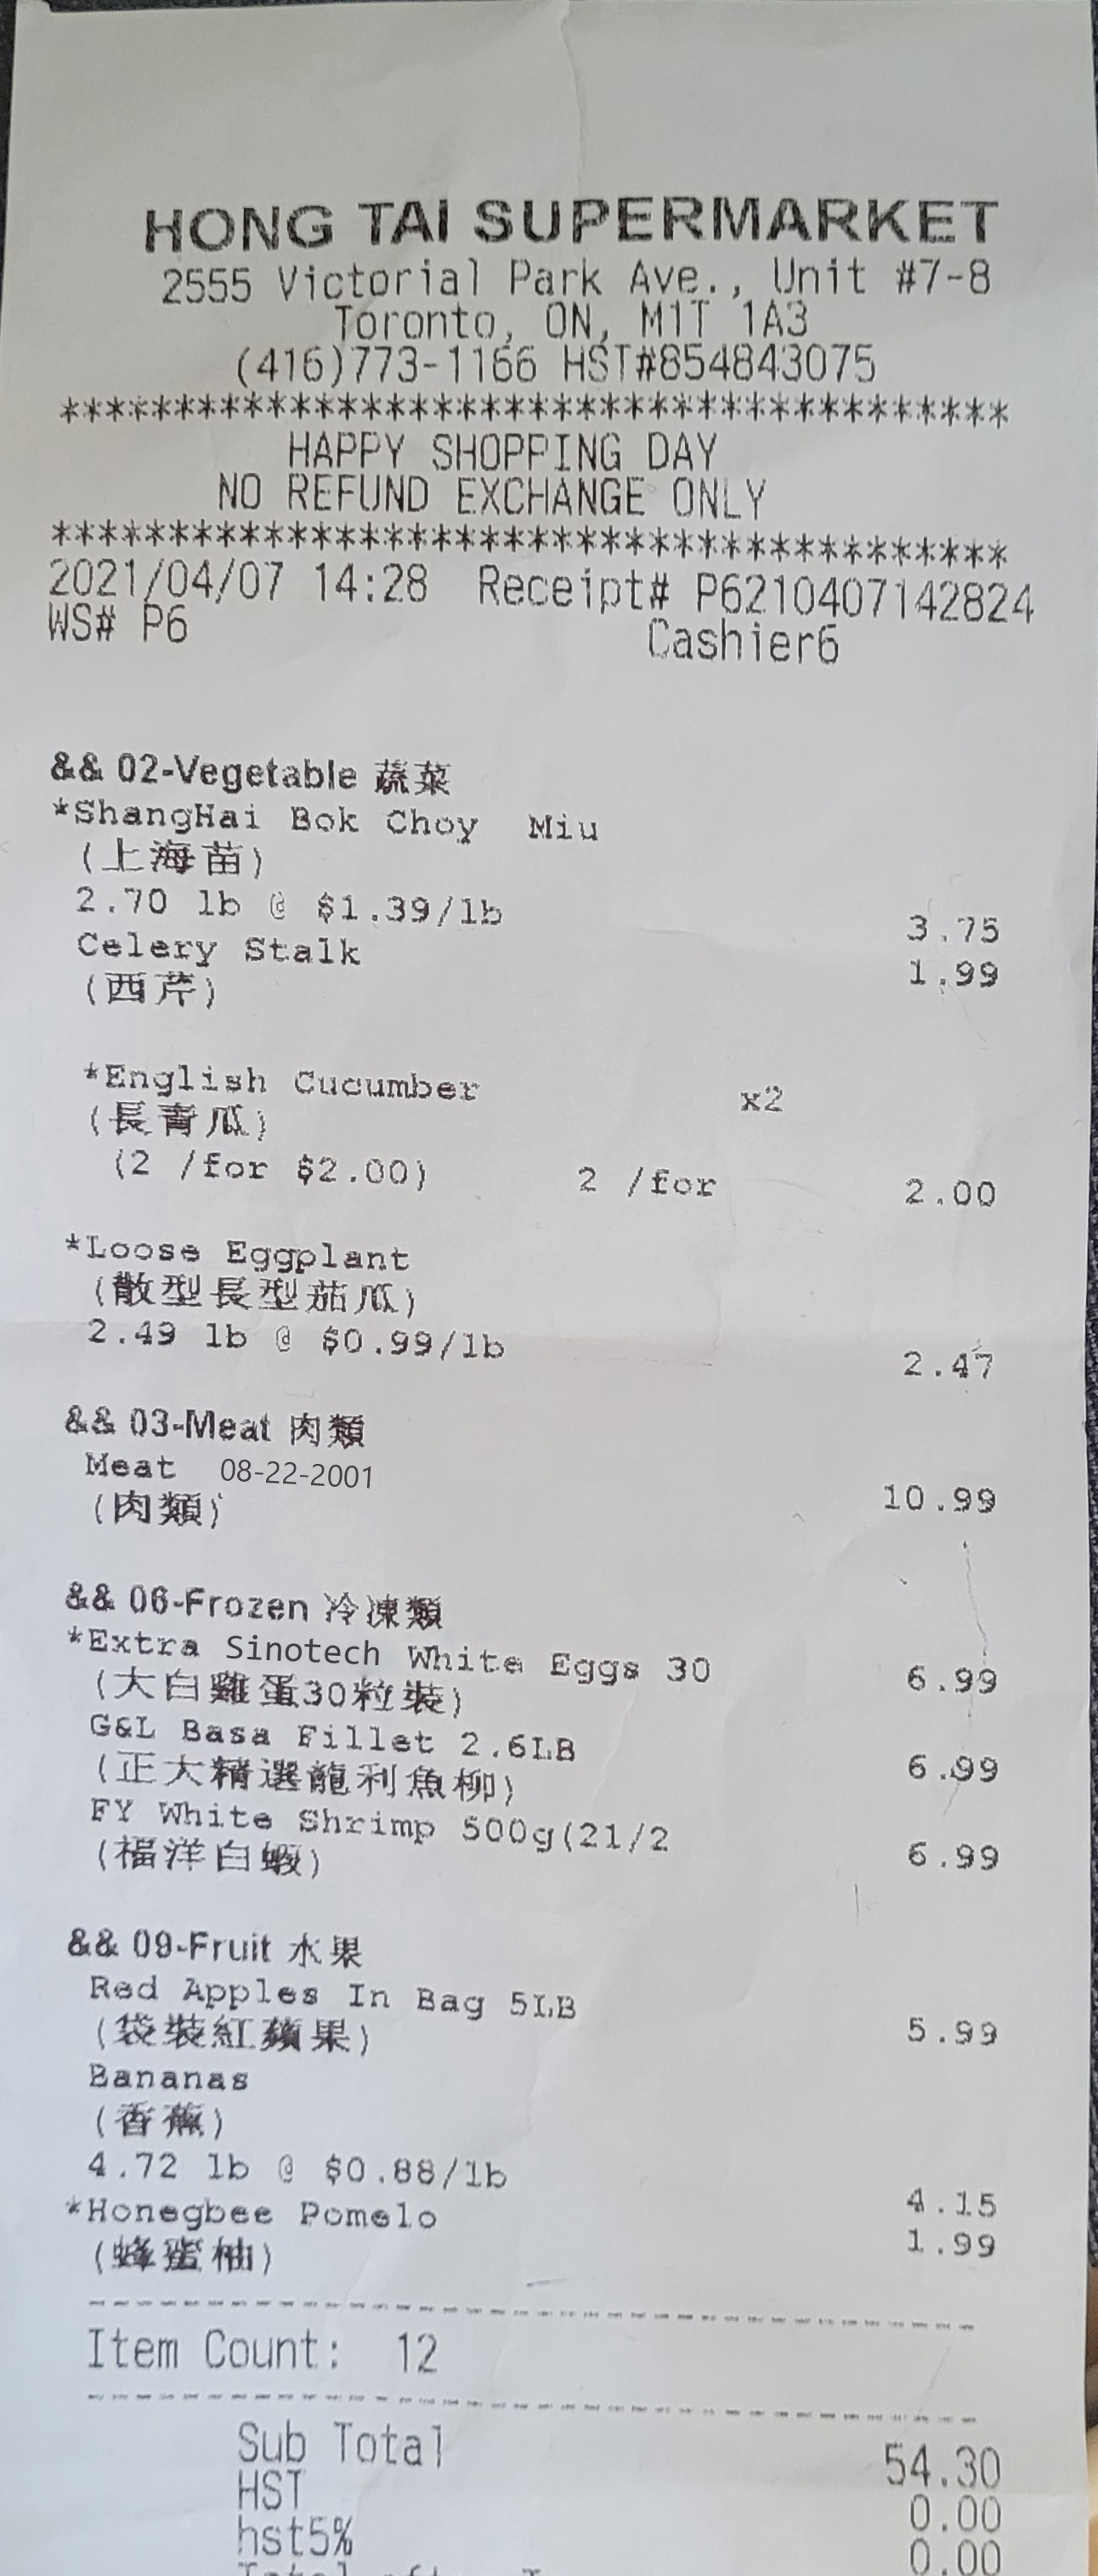 HONG TAI SUPERMARKET
2555 Victorial Park Ave., Unit #7-8
Toronto, ON, M1T 1A3
(416)773-1166 HST#854843075
*****************************************
HAPPY SHOPPING DAY
NO REFUND EXCHANGE ONLY
*****************************************
2021/04/07 14:28 Receipt# P6210407142824
WS# P6 Cashier6
&& 02-Vegetable 蔬菜
*ShangHai Bok Choy Miu
(上海苗)
2.70 lb @ $1.39/lb 3.75
Celery Stalk 1.99
(西芹)
*English Cucumber x2
(長青瓜)
(2 /for $2.00) 2 /for 2.00
*Loose Eggplant
(散型長型茄瓜)
2.49 lb @ $0.99/lb 2.47
&& 03-Meat 肉類
Meat 08-22-2001 10.99
(肉類)
&& 06-Frozen 冷凍類
*Extra Sinotech White Eggs 30 6.99
(大白雞蛋30粒裝)
G&L Basa Fillet 2.6LB 6.99
(正大精選龍利魚柳)
FY White Shrimp 500g(21/2 6.99
(福洋白蝦)
&& 09-Fruit 水果
Red Apples In Bag 5LB 5.99
(袋裝紅蘋果)
Bananas
(香蕉)
4.72 lb @ $0.88/lb 4.15
*Honegbee Pomelo 1.99
(蜂蜜柚)
Item Count: 12
Sub Total 54.30
HST 0.00
hst5% 0.00